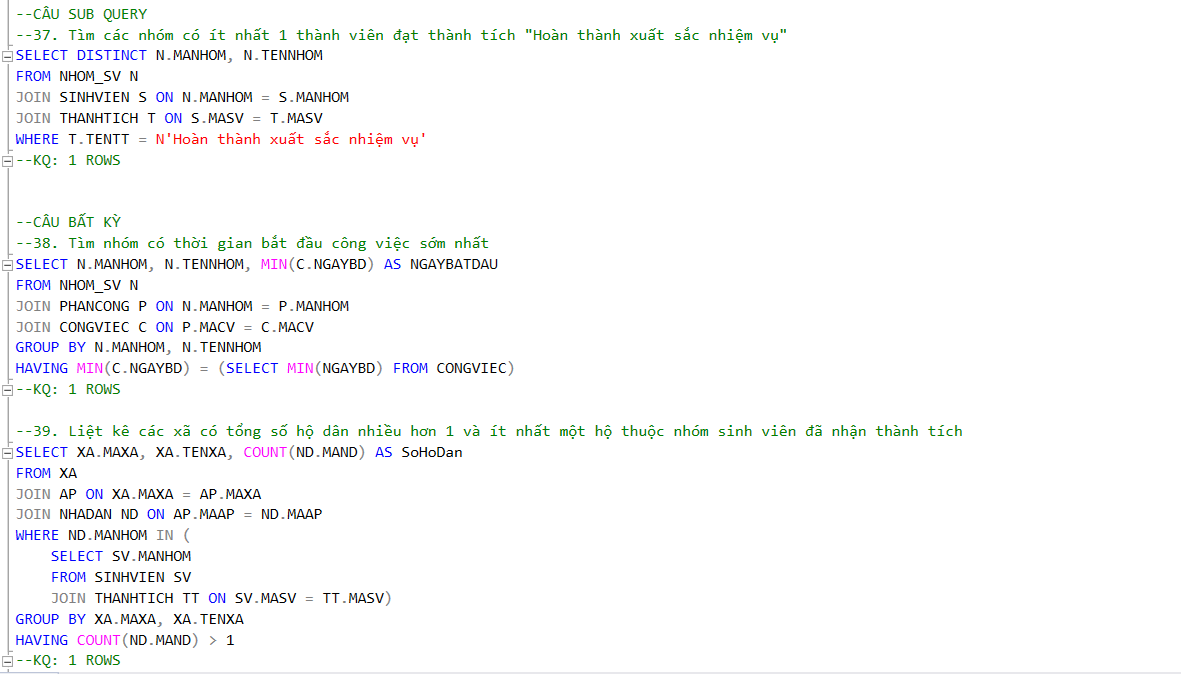 --CÂU SUB QUERY
--37. Tìm các nhóm có ít nhất 1 thành viên đạt thành tích "Hoàn thành xuất sắc nhiệm vụ"
SELECT DISTINCT N.MANHOM, N.TENNHOM
FROM NHOM_SV N
JOIN SINHVIEN S ON N.MANHOM = S.MANHOM
JOIN THANHTICH T ON S.MASV = T.MASV
WHERE T.TENTT = N'Hoàn thành xuất sắc nhiệm vụ'
--KQ: 1 ROWS
--CÂU BẤT KỲ
--38. Tìm nhóm có thời gian bắt đầu công việc sớm nhất
SELECT N.MANHOM, N.TENNHOM, MIN(C.NGAYBD) AS NGAYBATDAU
FROM NHOM_SV N
JOIN PHANCONG P ON N.MANHOM = P.MANHOM
JOIN CONGVIEC C ON P.MACV = C.MACV
GROUP BY N.MANHOM, N.TENNHOM
HAVING MIN(C.NGAYBD) = (SELECT MIN(NGAYBD) FROM CONGVIEC)
--KQ: 1 ROWS
--39. Liệt kê các xã có tổng số hộ dân nhiều hơn 1 và ít nhất một hộ thuộc nhóm sinh viên đã nhận thành tích
SELECT XA.MAXA, XA.TENXA, COUNT(ND.MAND) AS SoHoDan
FROM XA
JOIN AP ON XA.MAXA = AP.MAXA
JOIN NHADAN ND ON AP.MAAP = ND.MAAP
WHERE ND.MANHOM IN (
    SELECT SV.MANHOM
    FROM SINHVIEN SV
    JOIN THANHTICH TT ON SV.MASV = TT.MASV)
GROUP BY XA.MAXA, XA.TENXA
HAVING COUNT(ND.MAND) > 1
--KQ: 1 ROWS